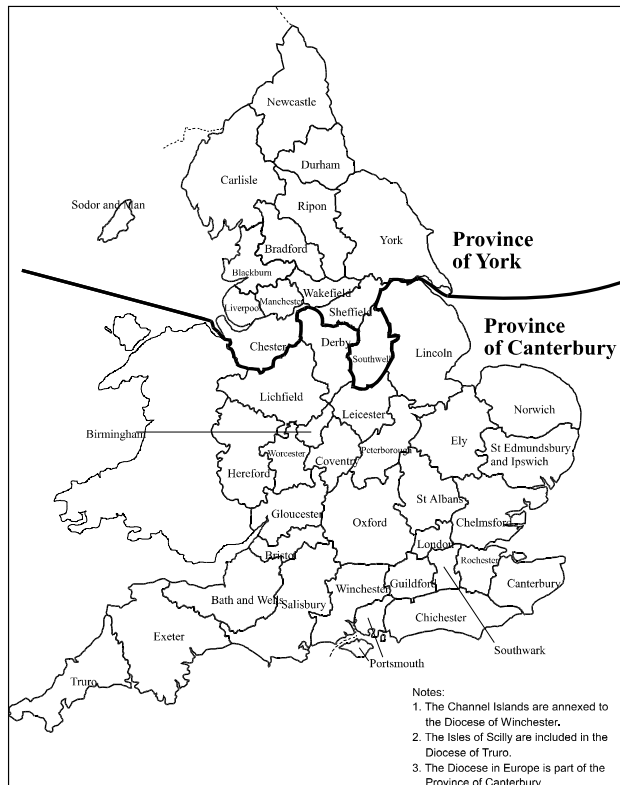 Newcastle
Durham
Carlisle
Ripon
Sodor and Man
York
Bradford
Province
of York
Blackburn
Wakefield
Manchester
Liverpool
Sheffield
Province
of Canterbury
Chester
Derby
Lincoln
Southwell
Lichfield
Leicester
Norwich
Birmingham
Ely
St Edmundsbury
and Ipswich
Peterborough
Worcester
Coventry
Hereford
St Albans
Gloucester
Oxford
Chelmsford
London
Bristol
Rochester
Guildford
Canterbury
Winchester
Bath and Wells
Salisbury
Chichester
Exeter
Southwark
Portsmouth
Truro
Notes:
1. The Channel Islands are annexed to
the Diocese of Winchester.
2. The Isles of Scilly are included in the
Diocese of Truro.
3. The Diocese in Europe is part of the
Province of Canterbury